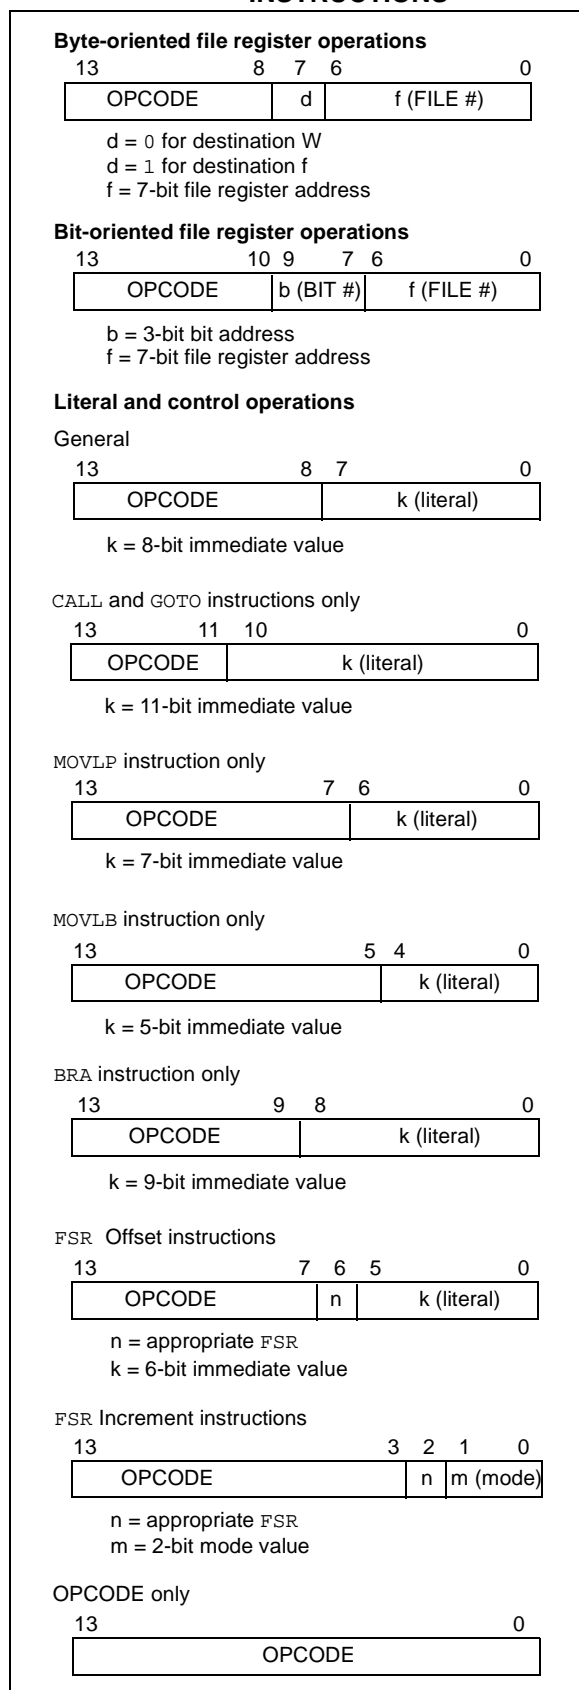 INSTRUCTIONS
Byte-oriented file register operations
13 8 7 6 0
OPCODE d f (FILE #)
d = 0 for destination W
d = 1 for destination f
f = 7-bit file register address
Bit-oriented file register operations
13 10 9 7 6 0
OPCODE b (BIT #) f (FILE #)
b = 3-bit bit address
f = 7-bit file register address
Literal and control operations
General
13 8 7 0
OPCODE k (literal)
k = 8-bit immediate value
CALL and GOTO instructions only
13 11 10 0
OPCODE k (literal)
k = 11-bit immediate value
MOVLP instruction only
13 7 6 0
OPCODE k (literal)
k = 7-bit immediate value
MOVLB instruction only
13 5 4 0
OPCODE k (literal)
k = 5-bit immediate value
BRA instruction only
13 9 8 0
OPCODE k (literal)
k = 9-bit immediate value
FSR Offset instructions
13 7 6 5 0
OPCODE n k (literal)
n = appropriate FSR
k = 6-bit immediate value
FSR Increment instructions
13 3 2 1 0
OPCODE n m (mode)
n = appropriate FSR
m = 2-bit mode value
OPCODE only
13 0
OPCODE